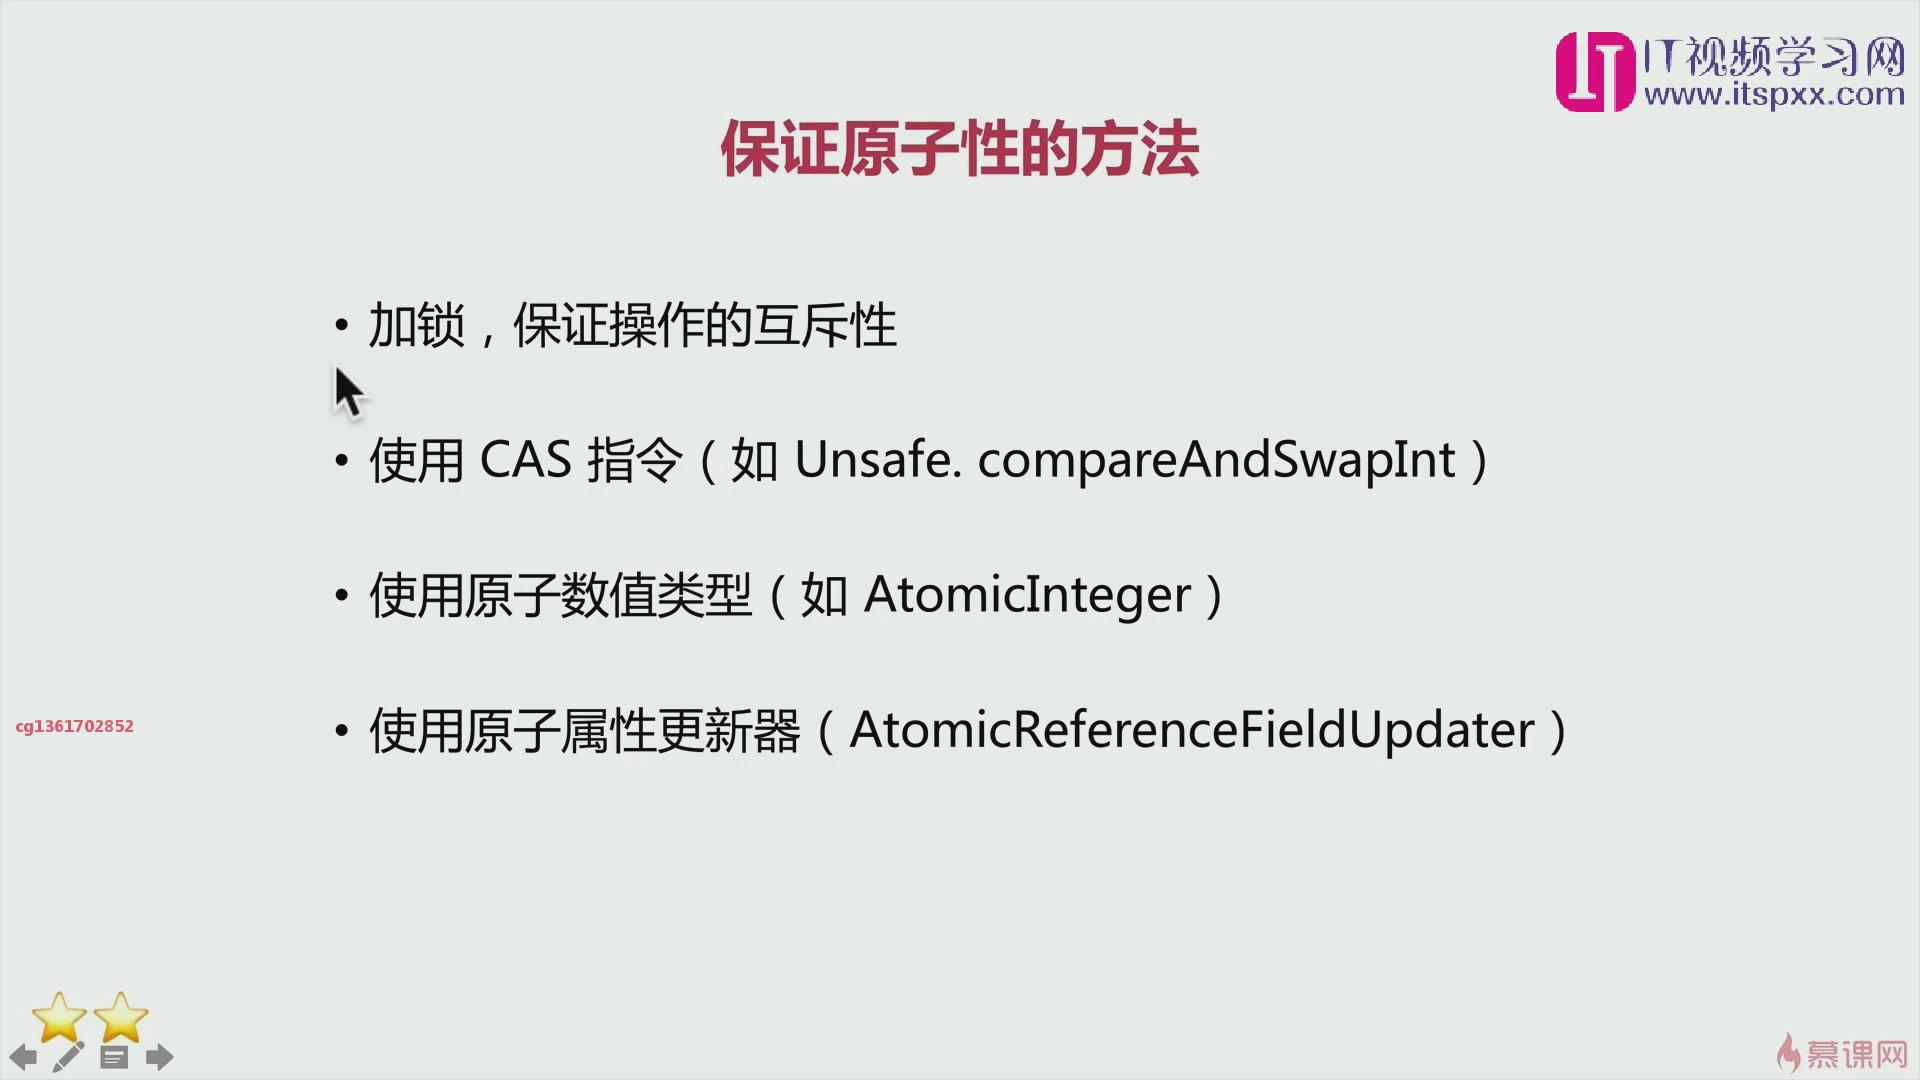 IT视频学习网
www.itspxx.com
保证原子性的方法
• 加锁，保证操作的互斥性
• 使用 CAS 指令（如 Unsafe. compareAndSwapInt）
• 使用原子数值类型（如 AtomicInteger）
• 使用原子属性更新器（AtomicReferenceFieldUpdater）
cg1361702852
慕课网